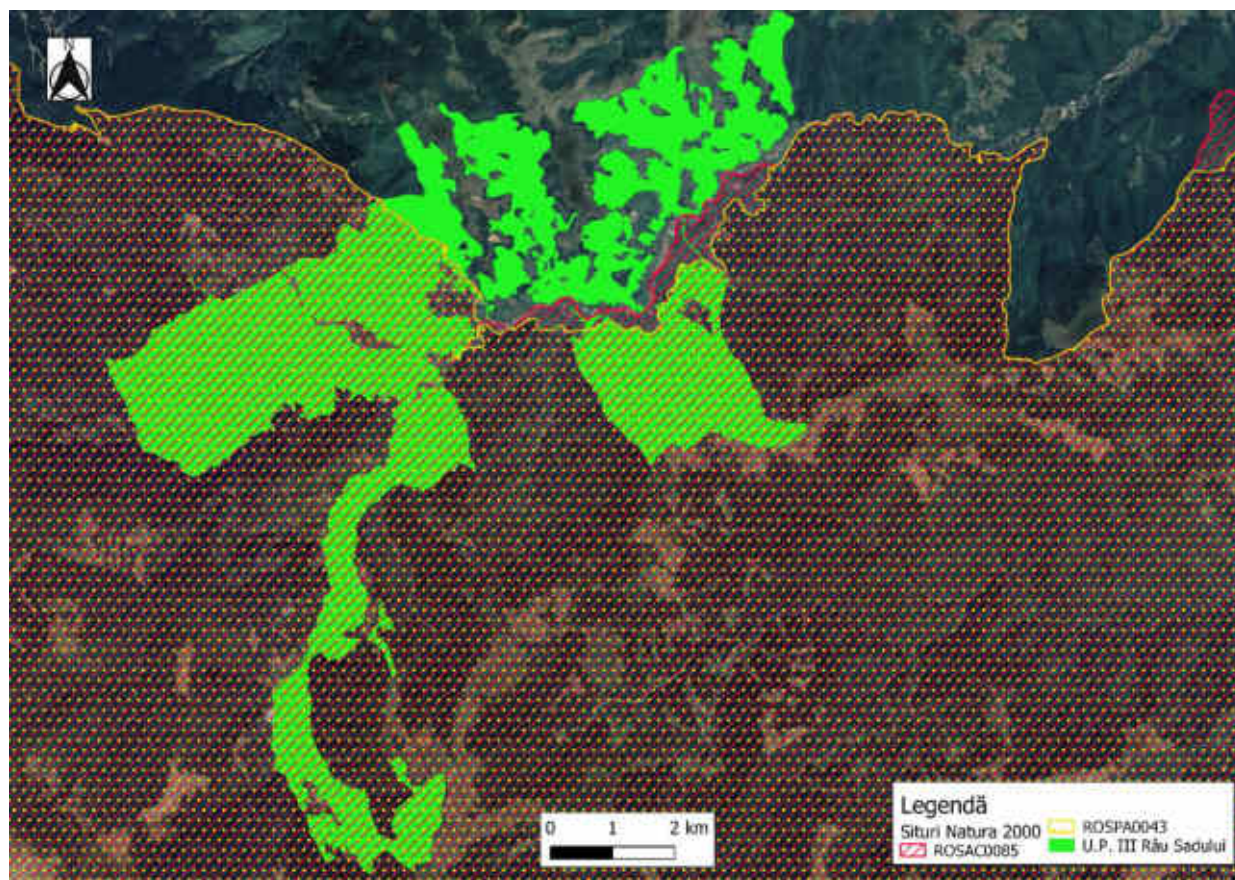 0 1 2 km
Legendă
Situri Natura 2000
ROSAC0085
ROSPA0043
U.P. III Râu Sadului